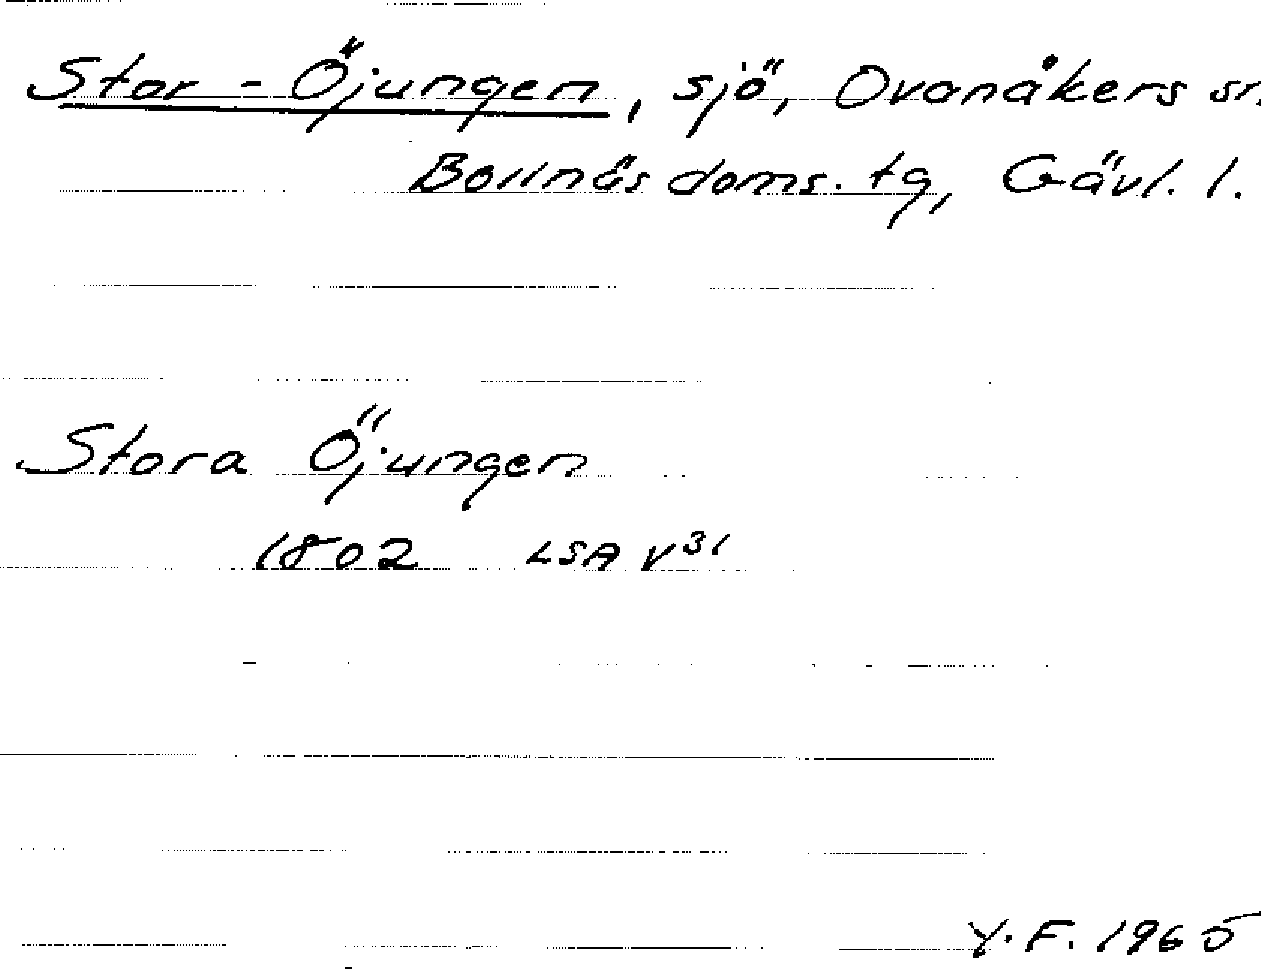 Stor-Öjungen, sjö, Ovanåkers sn.
Bollnäs doms. tg, Gävl. l.
Stora Öjungen
1802 LSA V31
Y.F. 1965